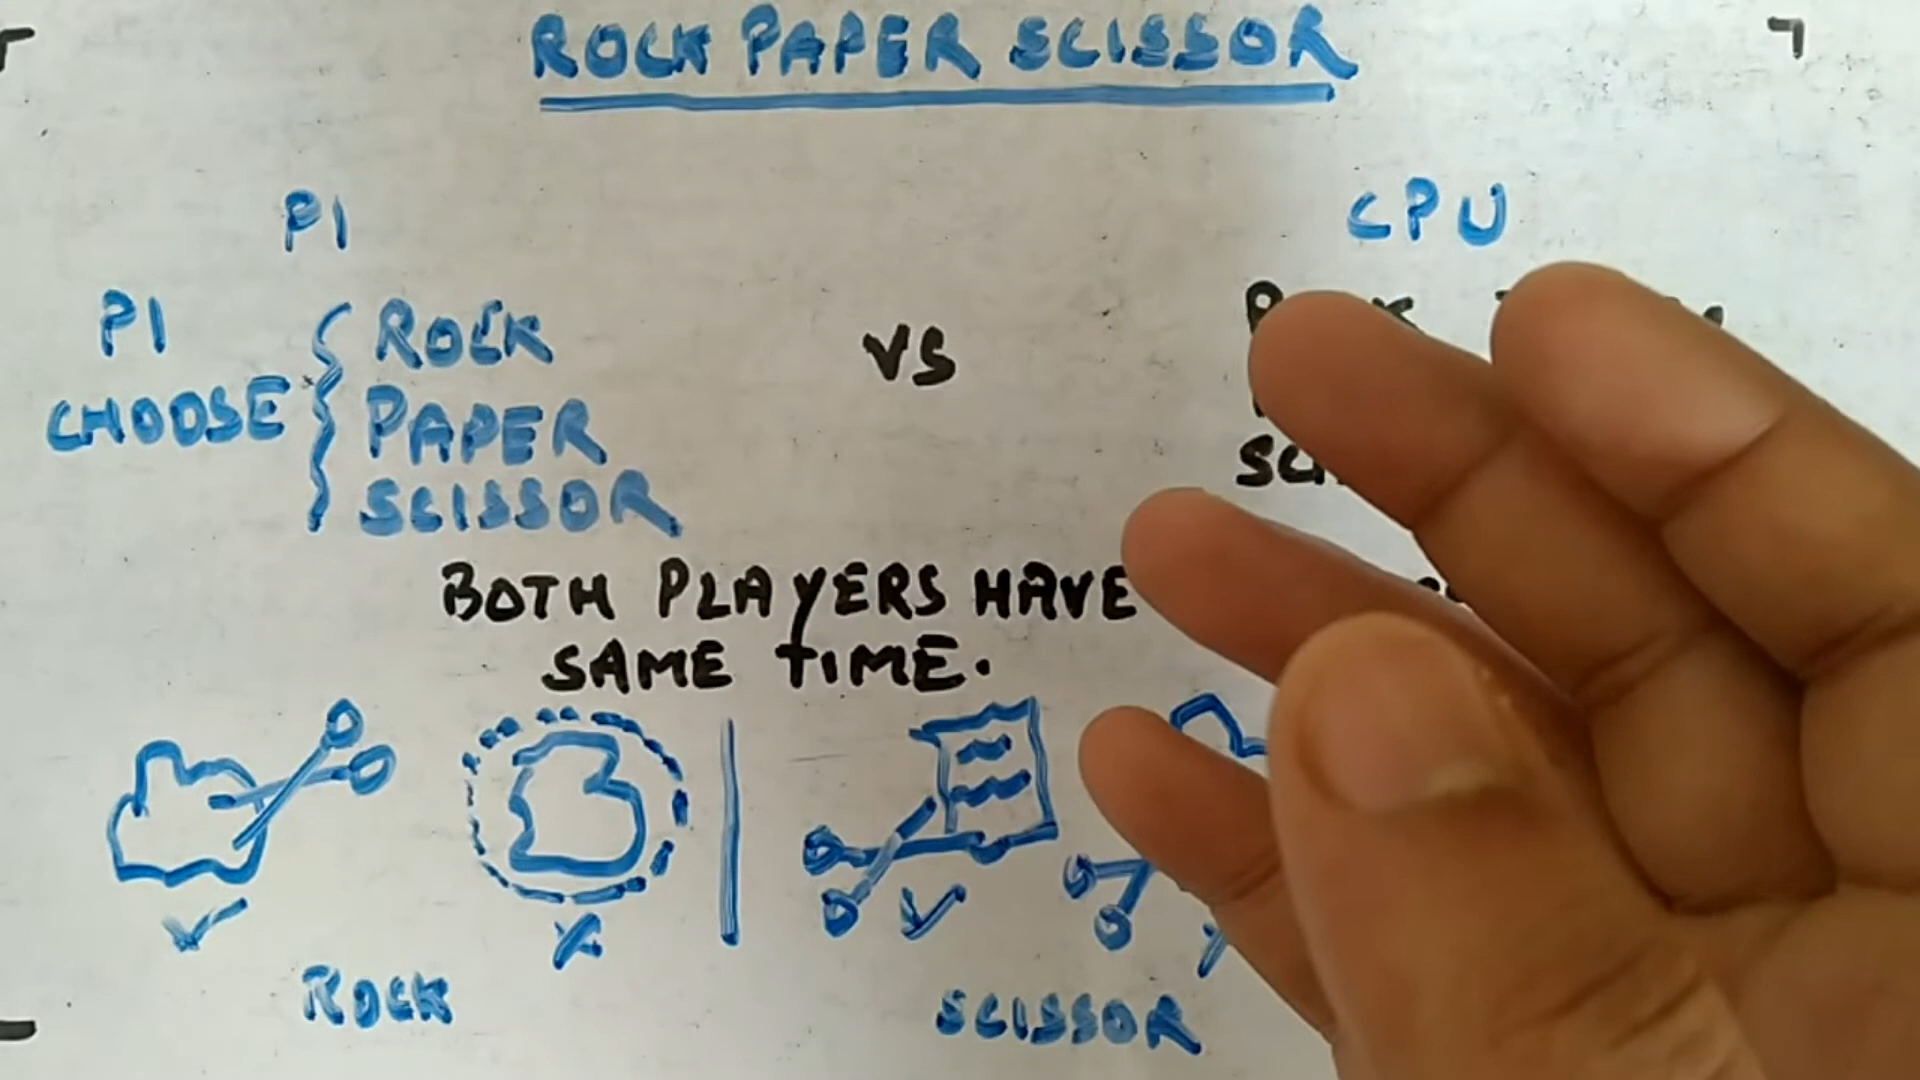 ROCK PAPER SCISSOR
P1
CPU
P1
CHOOSE
ROCK
PAPER
SCISSOR
VS
BOTH PLAYERS HAVE
SAME TIME.
ROCK
SCISSOR